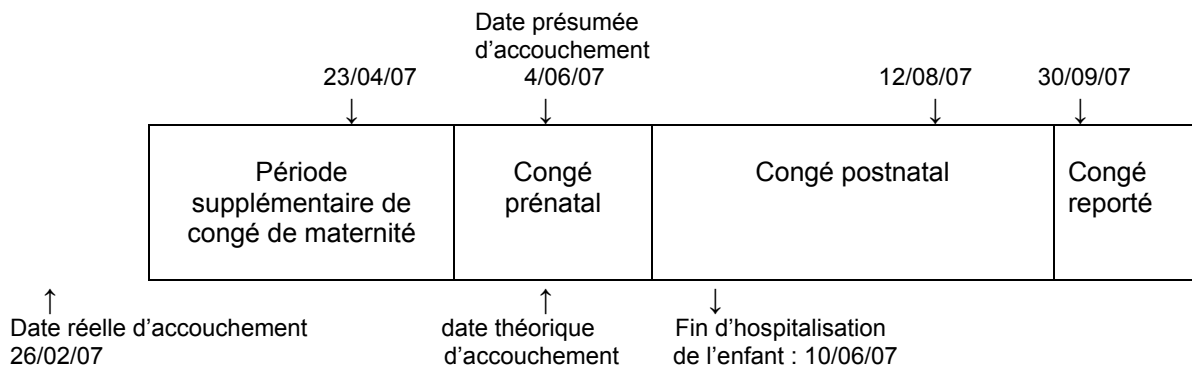 Date présumée
d’accouchement
23/04/07 4/06/07 12/08/07 30/09/07
↓ ↓ ↓ ↓
Période
supplémentaire de
congé de maternité
Congé
prénatal
Congé postnatal
Congé
reporté
↑ ↑ ↓
Date réelle d’accouchement
26/02/07
date théorique
d’accouchement
Fin d’hospitalisation
de l’enfant : 10/06/07